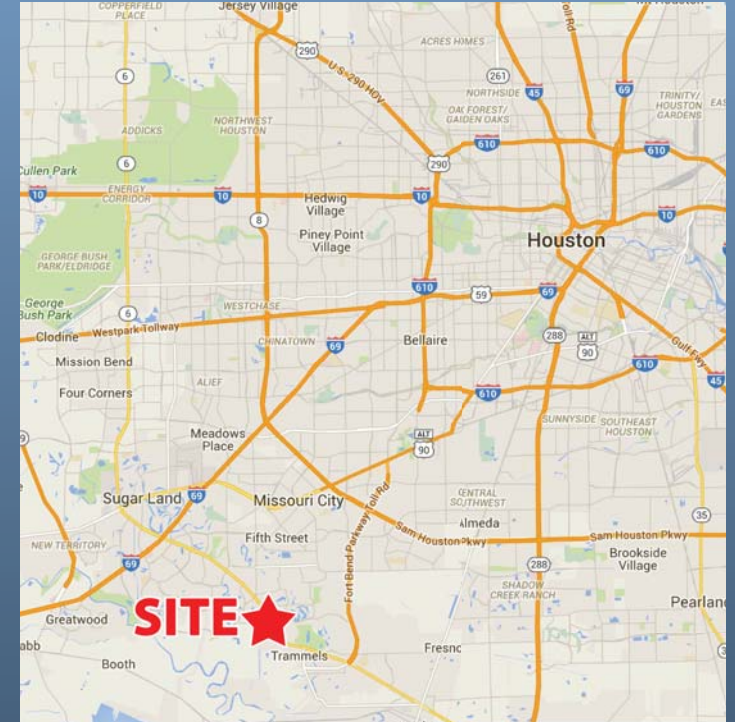 COPPERFIELD
PLACE
Jersey Village
290
ACRES HOMES
Toll Rd
6
U.S.-290 HOV
261
NORTHSIDE
45
69
TRINITY/
HOUSTON
GARDENS
OAK FOREST/
GARDEN OAKS
ADDICKS
NORTHWEST
HOUSTON
610
610
290
6
Cullen Park
10
ENERGY
CORRIDOR
10
Hedwig
Village
10
8
Piney Point
Village
10
Houston
GEORGE BUSH
PARK/ELDRIDGE
610
59
69
George
Bush Park
6
WESTCHASE
Clodine
Westpark Tollway
CHINATOWN
69
Bellaire
288
ALT
90
Gulf Fwy
Mission Bend
610
ALIEF
45
Four Corners
610
SUNNYSIDE
SOUTHEAST
HOUSTON
Meadows
Place
ALT
90
Sugar Land
69
Missouri City
CENTRAL
SOUTHWEST
35
Almeda
Fifth Street
Sam Houston Pkwy
Sam Houston Pkwy
NEW TERRITORY
Fort Bend Parkway Toll Rd
Brookside
Village
69
288
SHADOW
CREEK RANCH
SITE
Pearland
Greatwood
Trammels
Booth